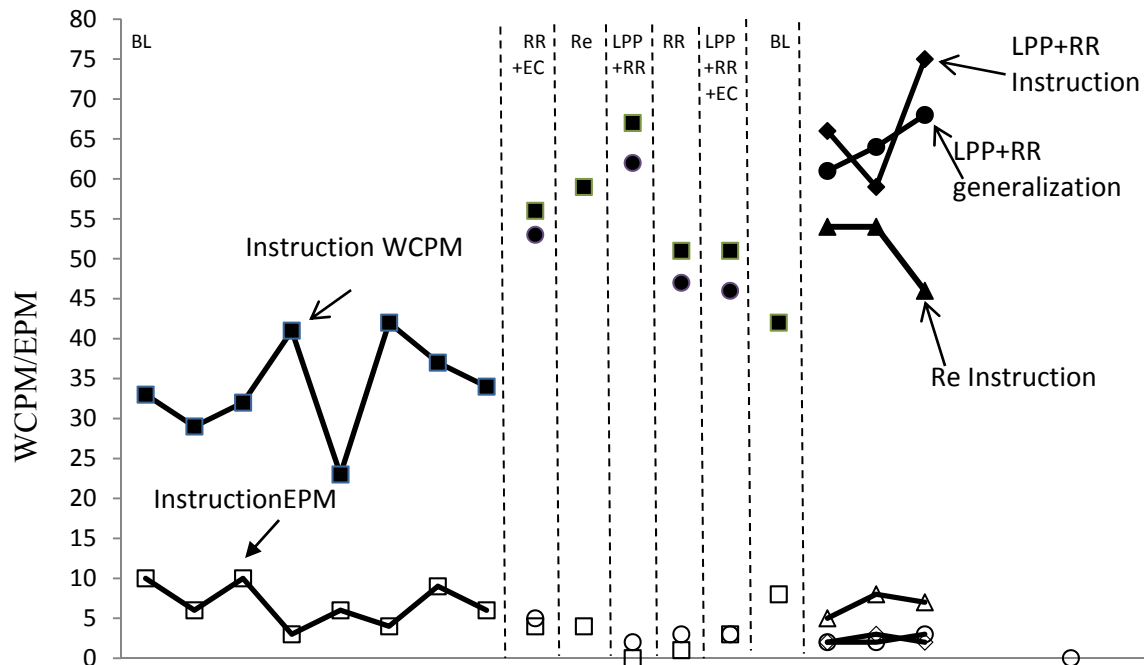 80
75
70
65
60
55
50
45
40
35
30
25
20
15
10
5
0
WCPM/EPM
BL
RR
+EC
Re
LPP
+RR
RR
LPP
+RR
+EC
BL
LPP+RR
Instruction
LPP+RR
generalization
Re Instruction
Instruction WCPM
InstructionEPM